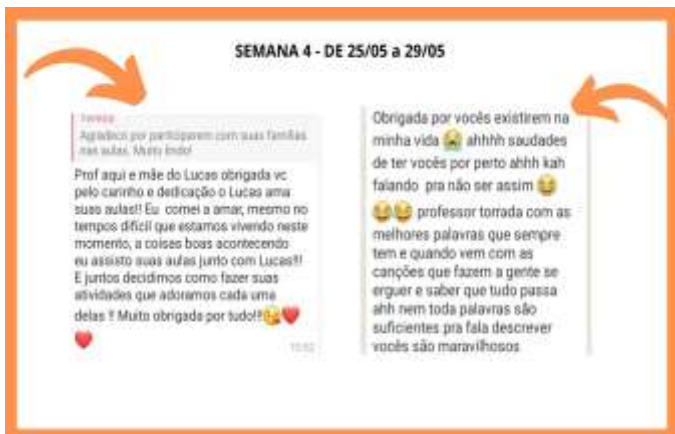 SEMANA 4 - DE 25/05 a 29/05
Agradeco por participarem com suas famílias
nas aulas. Muito lindo!
Prof aqui e mãe do Lucas obrigada vc
pelo carinho e dedicação o Lucas ama
suas aulas!! Eu comei a amar, mesmo no
tempos difícil que estamos vivendo neste
momento, a coisas boas acontecendo
eu assisto suas aulas junto com Lucas!!!
E juntos decidimos como fazer suas
atividades que adoramos cada uma
delas !! Muito obrigada por tudo!!😘❤️
❤️
Obrigada por vocês existirem na
minha vida 😭 ahhhh saudades
de ter vocês por perto ahhh kah
falando pra não ser assim 😂
😂😂 professor torrada com as
melhores palavras que sempre
tem e quando vem com as
canções que fazem a gente se
erguer e saber que tudo passa
ahh nem toda palavras são
suficientes pra fala descrever
vocês são maravilhosos